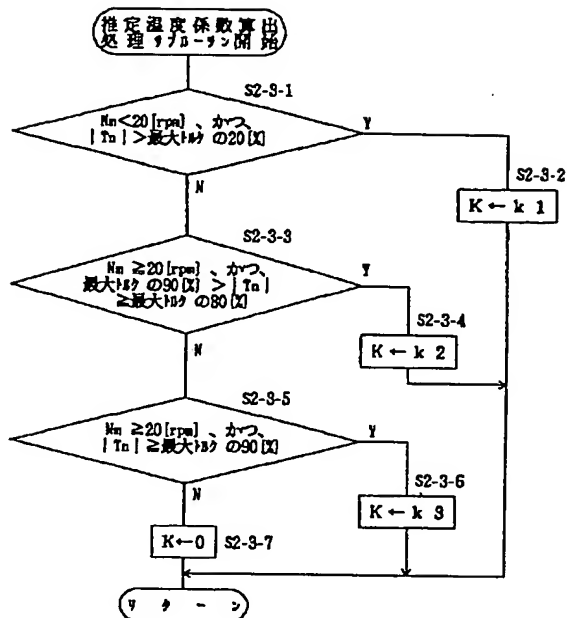 推定温度係数算出
処理サブルーチン開始
S2-3-1
Nm<20[rpm]、かつ、
|Tm|>最大トルクの20[%]
Y
N
S2-3-2
K←k1
S2-3-3
Nm≧20[rpm]、かつ、
最大トルクの90[%]>|Tm|
≧最大トルクの80[%]
Y
N
S2-3-4
K←k2
S2-3-5
Nm≧20[rpm]、かつ、
|Tm|≧最大トルクの90[%]
Y
N
S2-3-6
K←k3
K←0
S2-3-7
リターン